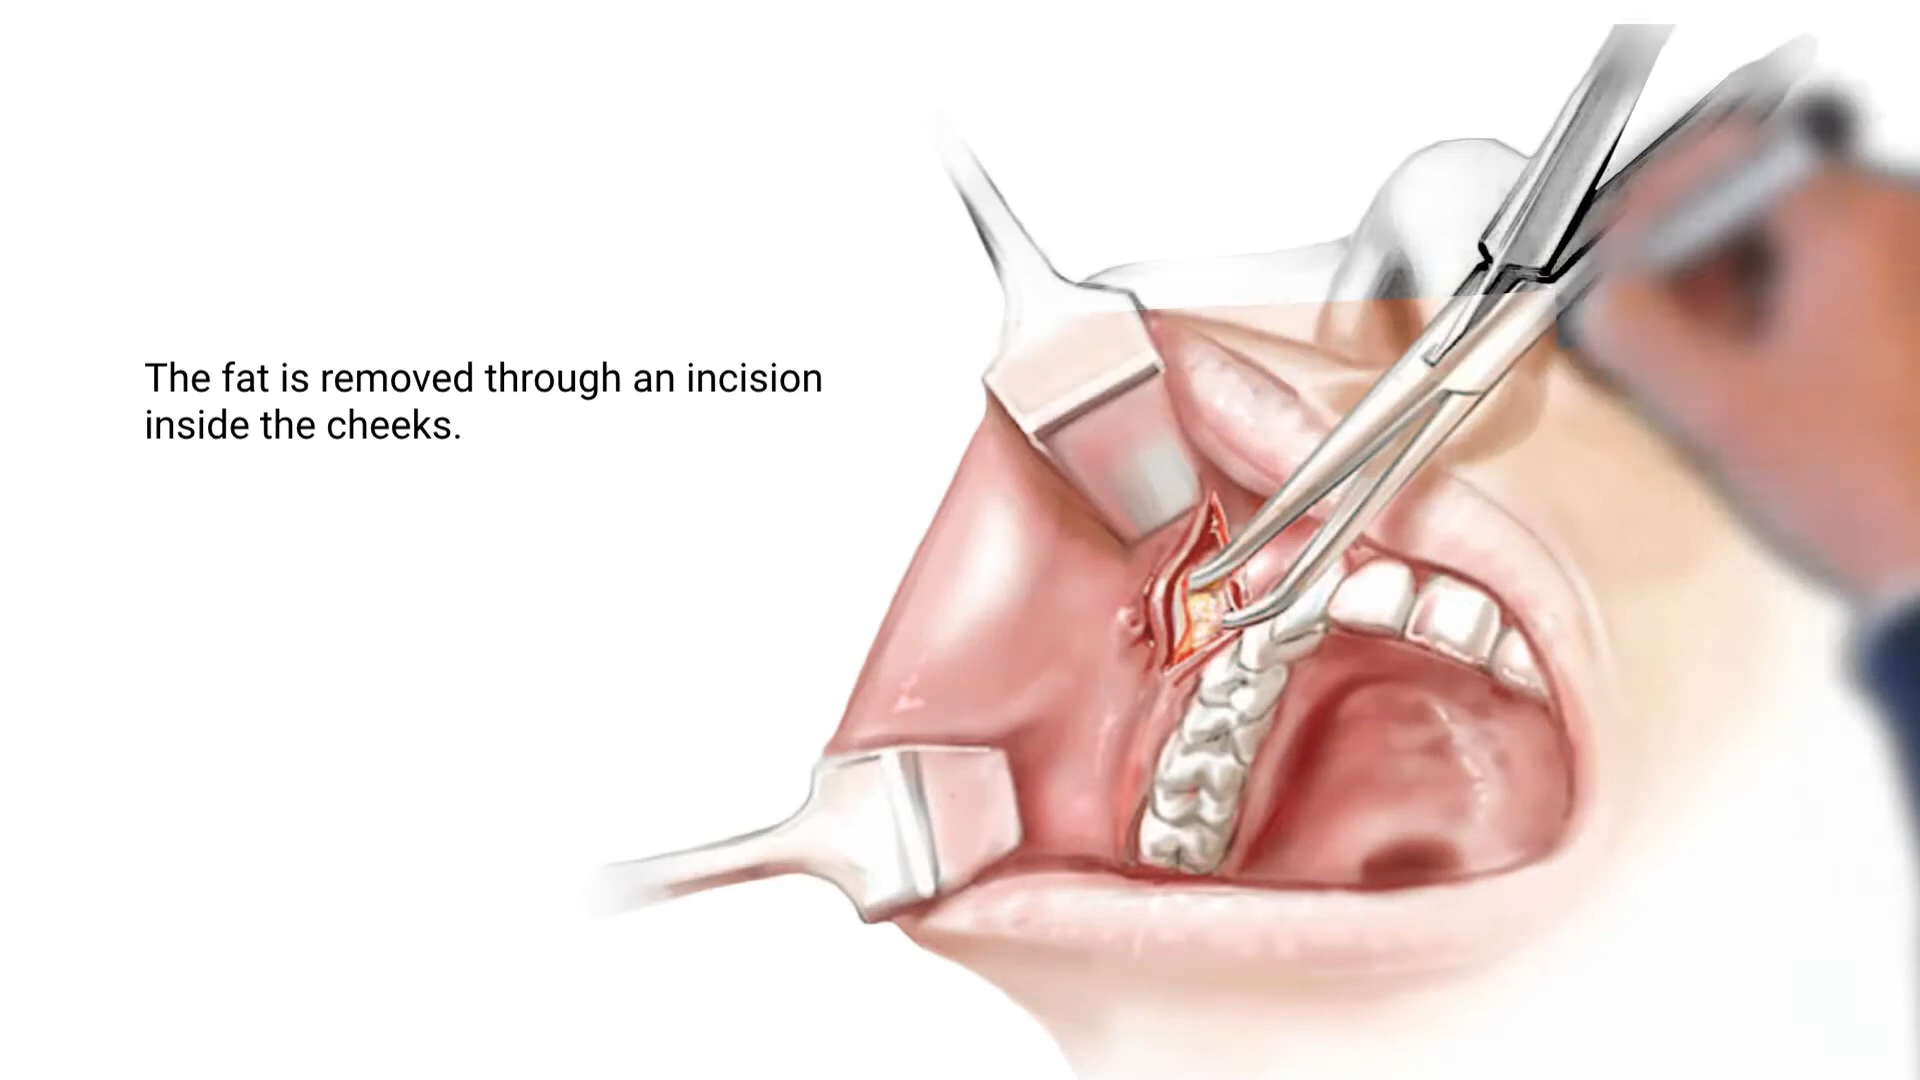 The fat is removed through an incision
inside the cheeks.